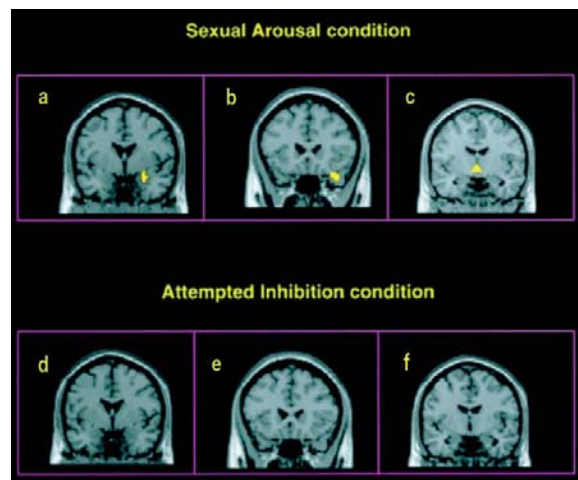 Sexual Arousal condition
a
b
c
Attempted Inhibition condition
d
e
f